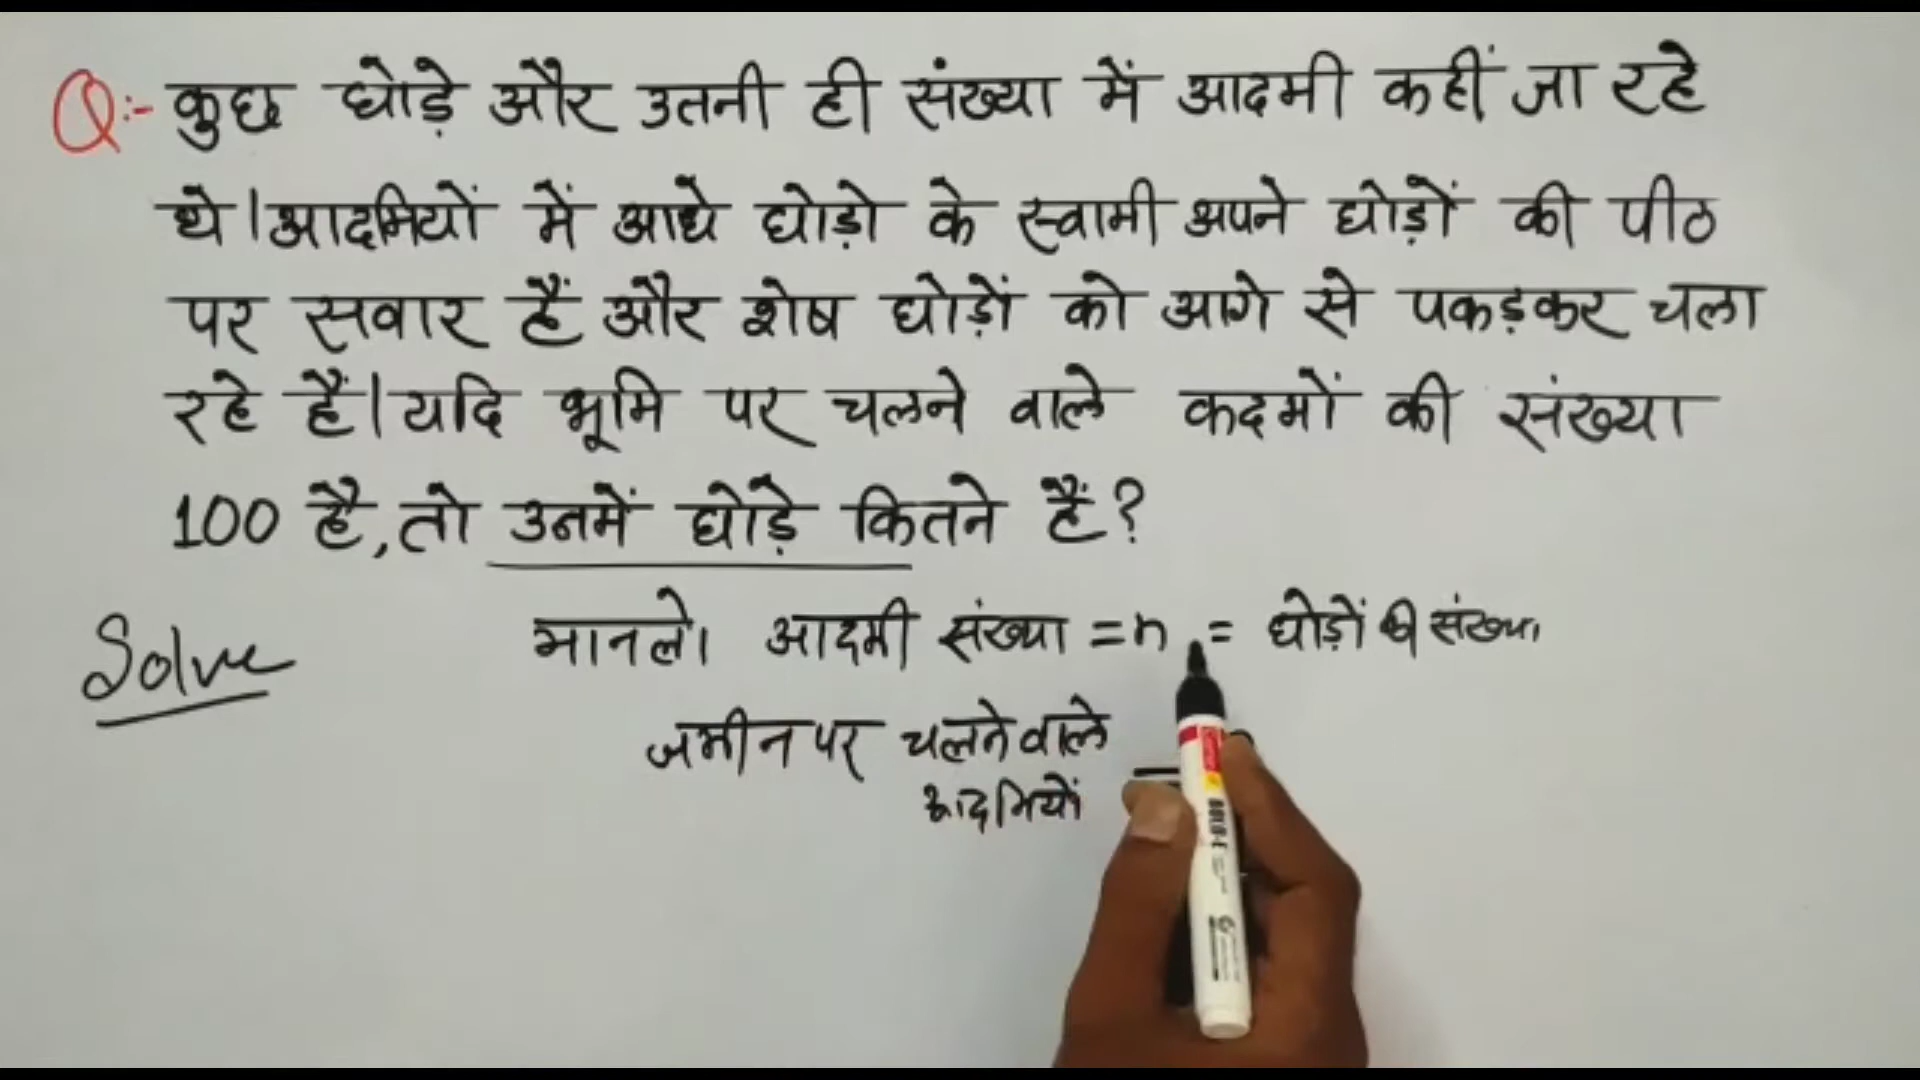 Q:- कुछ घोड़े और उतनी ही संख्या में आदमी कहीं जा रहे
थे।आदमियों में आधे घोड़ो के स्वामी अपने घोड़ों की पीठ
पर सवार हैं और शेष घोड़ों को आगे से पकड़कर चला
रहे हैं।यदि भूमि पर चलने वाले कदमों की संख्या
100 है, तो उनमें घोड़े कितने हैं?
Solve
मानलो आदमी संख्या = n = घोड़ों की संख्या
जमीन पर चलने वाले
आदमियों